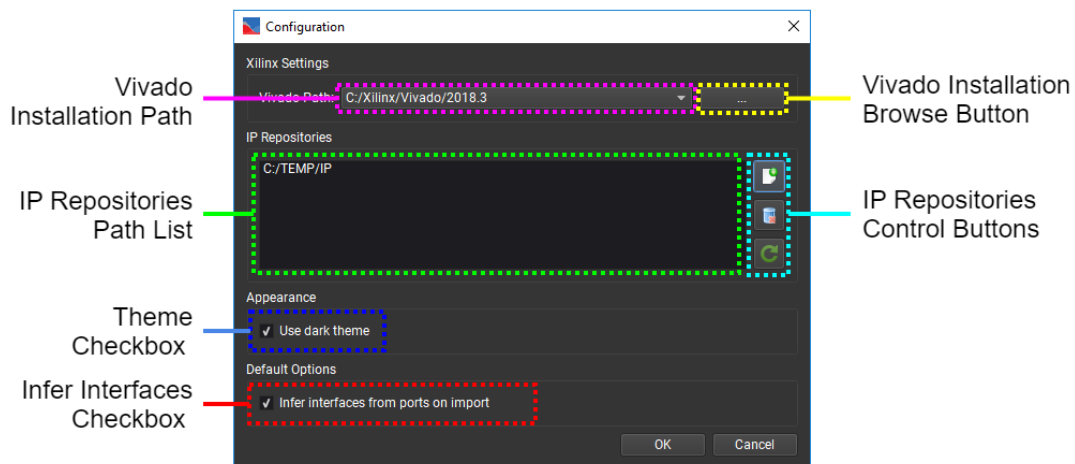 Configuration
Xilinx Settings
Vivado
Installation Path
Vivado Path:
C:/Xilinx/Vivado/2018.3
...
Vivado Installation
Browse Button
IP Repositories
C:/TEMP/IP
IP Repositories
Path List
IP Repositories
Control Buttons
Appearance
Theme
Checkbox
Use dark theme
Default Options
Infer Interfaces
Checkbox
Infer interfaces from ports on import
OK
Cancel